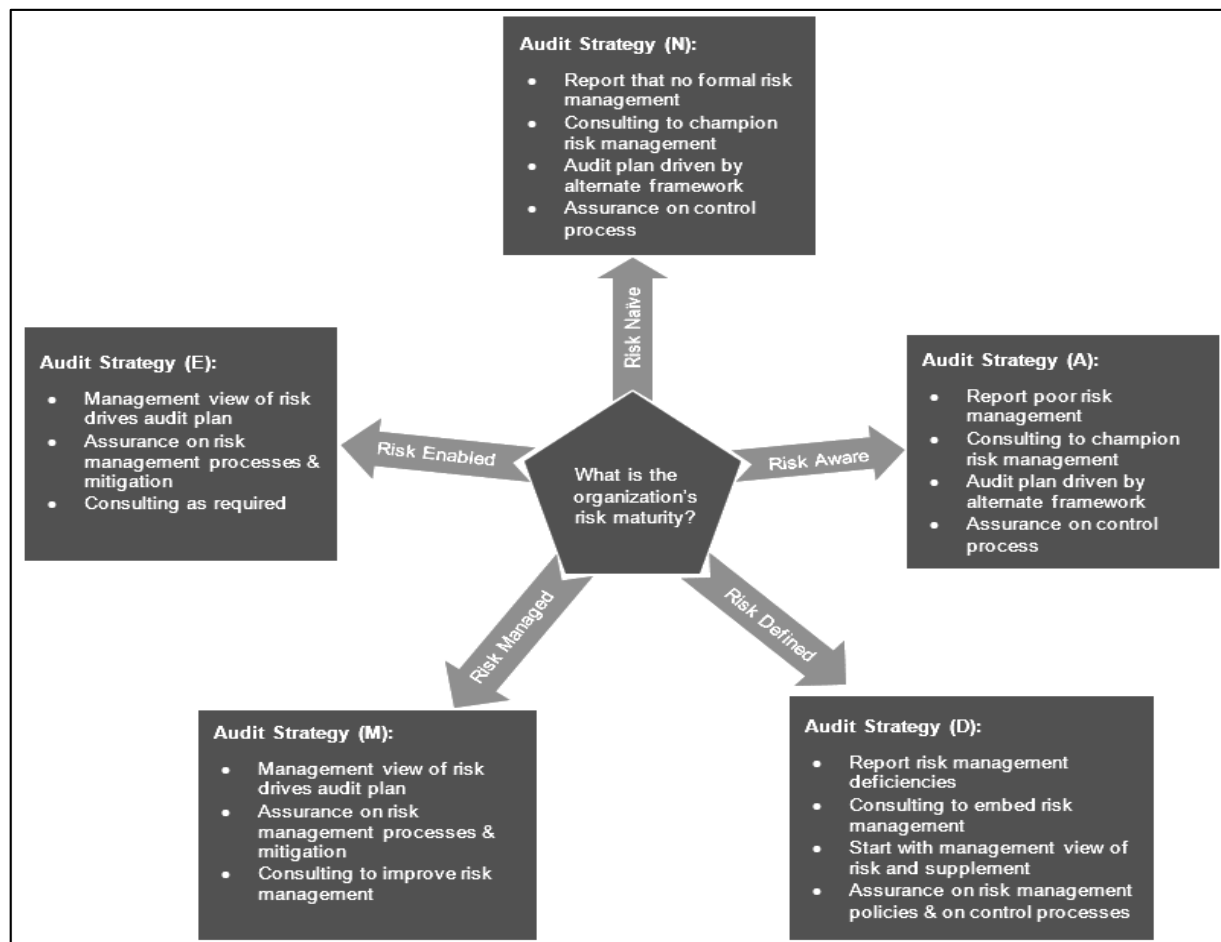 Audit Strategy (N):
● Report that no formal risk
management
● Consulting to champion
risk management
● Audit plan driven by
alternate framework
● Assurance on control
process
Risk Naïve
Audit Strategy (E):
● Management view of risk
drives audit plan
● Assurance on risk
management processes &
mitigation
● Consulting as required
Risk Enabled
What is the
organization's
risk maturity?
Risk Aware
Audit Strategy (A):
● Report poor risk
management
● Consulting to champion
risk management
● Audit plan driven by
alternate framework
● Assurance on control
process
Risk Managed
Risk Defined
Audit Strategy (M):
● Management view of risk
drives audit plan
● Assurance on risk
management processes &
mitigation
● Consulting to improve risk
management
Audit Strategy (D):
● Report risk management
deficiencies
● Consulting to embed risk
management
● Start with management view of
risk and supplement
● Assurance on risk management
policies & on control processes